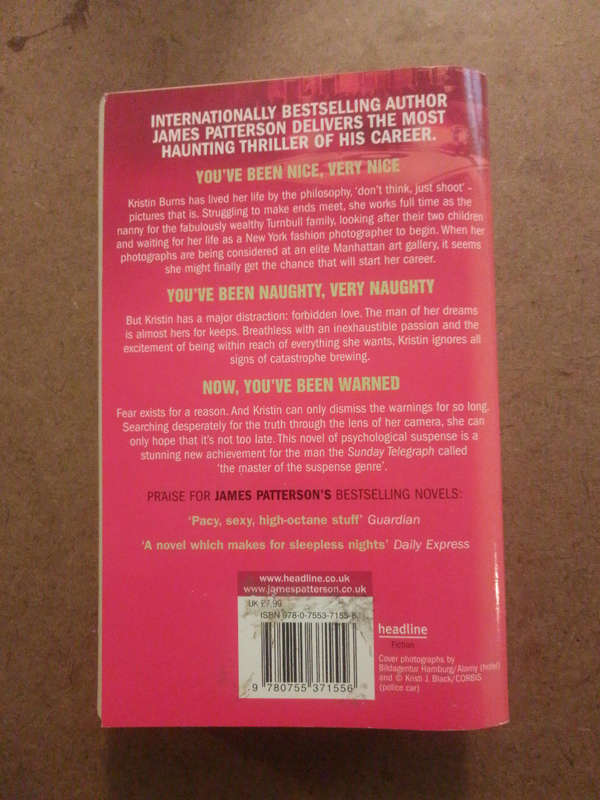 INTERNATIONALLY BESTSELLING AUTHOR
JAMES PATTERSON DELIVERS THE MOST
HAUNTING THRILLER OF HIS CAREER.
YOU'VE BEEN NICE, VERY NICE
Kristin Burns has lived her life by the philosophy, 'don't think, just shoot' -
pictures that is. Struggling to make ends meet, she works full time as the
nanny for the fabulously wealthy Turnbull family, looking after their two children
and waiting for her life as a New York fashion photographer to begin. When her
photographs are being considered at an elite Manhattan art gallery, it seems
she might finally get the chance that will start her career.
YOU'VE BEEN NAUGHTY, VERY NAUGHTY
But Kristin has a major distraction: forbidden love. The man of her dreams
is almost hers for keeps. Breathless with an inexhaustible passion and the
excitement of being within reach of everything she wants, Kristin ignores all
signs of catastrophe brewing.
NOW, YOU'VE BEEN WARNED
Fear exists for a reason. And Kristin can only dismiss the warnings for so long.
Searching desperately for the truth through the lens of her camera, she can
only hope that it's not too late. This novel of psychological suspense is a
stunning new achievement for the man the Sunday Telegraph called
'the master of the suspense genre'.
PRAISE FOR JAMES PATTERSON'S BESTSELLING NOVELS:
'Pacy, sexy, high-octane stuff' Guardian
'A novel which makes for sleepless nights' Daily Express
www.headline.co.uk
www.jamespatterson.co.uk
UK £7.99
ISBN 978-0-7553-7155-6
9 780755 371556
headline
Fiction
Cover photographs by
Bildagentur Hamburg/Alamy (hotel)
and © Kristi J. Black/CORBIS
(police car)